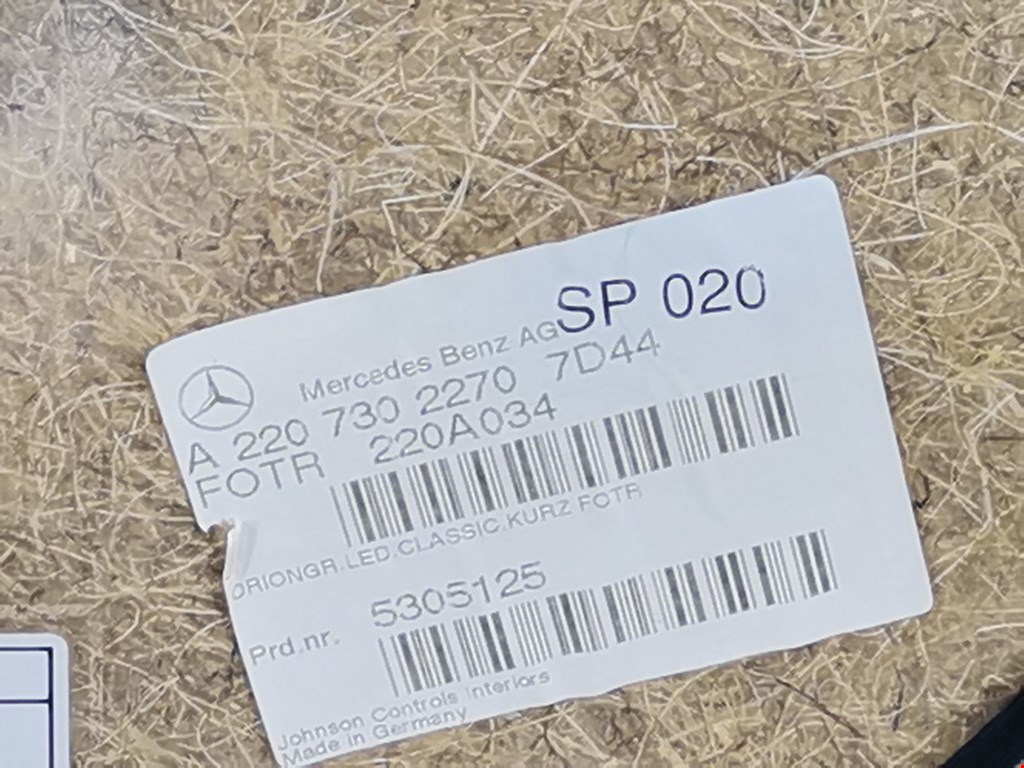 SP 020
Mercedes Benz AG
A 220 730 2270 7D44
FOTR 220A034
ORIONGR.LED.CLASSIC.KURZ FOTR
Prd.nr. 5305125
Johnson Controls Interiors
Made in Germany